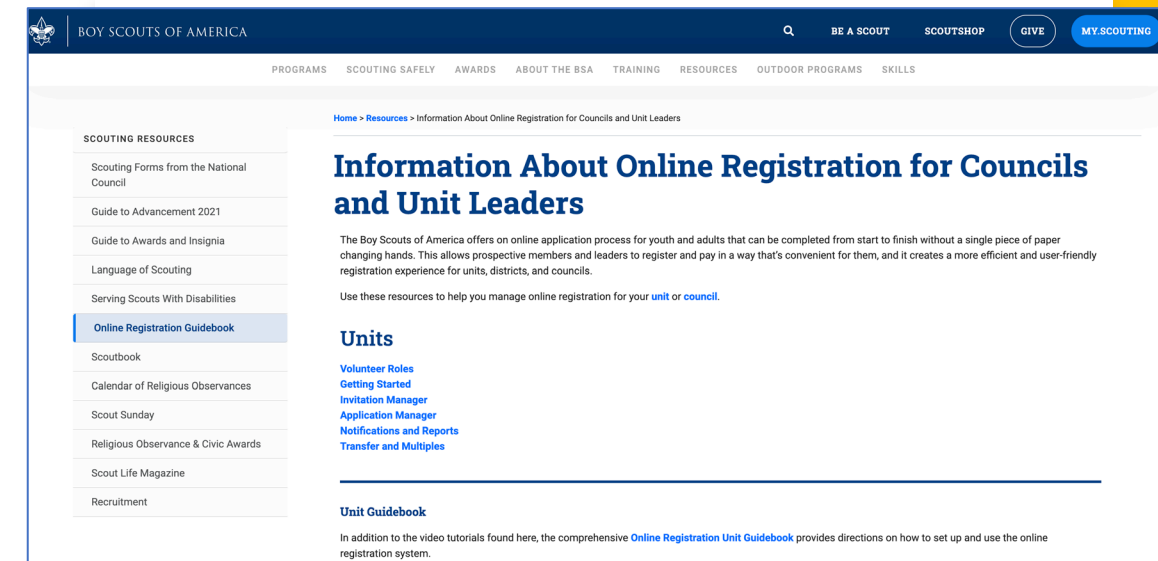 BOY SCOUTS OF AMERICA
BE A SCOUT
SCOUTSHOP
GIVE
MY.SCOUTING
PROGRAMS SCOUTING SAFELY AWARDS ABOUT THE BSA TRAINING RESOURCES OUTDOOR PROGRAMS SKILLS
SCOUTING RESOURCES
Scouting Forms from the National
Council
Guide to Advancement 2021
Guide to Awards and Insignia
Language of Scouting
Serving Scouts With Disabilities
Online Registration Guidebook
Scoutbook
Calendar of Religious Observances
Scout Sunday
Religious Observance & Civic Awards
Scout Life Magazine
Recruitment
Home > Resources > Information About Online Registration for Councils and Unit Leaders
Information About Online Registration for Councils
and Unit Leaders
The Boy Scouts of America offers on online application process for youth and adults that can be completed from start to finish without a single piece of paper
changing hands. This allows prospective members and leaders to register and pay in a way that's convenient for them, and it creates a more efficient and user-friendly
registration experience for units, districts, and councils.
Use these resources to help you manage online registration for your unit or council.
Units
Volunteer Roles
Getting Started
Invitation Manager
Application Manager
Notifications and Reports
Transfer and Multiples
Unit Guidebook
In addition to the video tutorials found here, the comprehensive Online Registration Unit Guidebook provides directions on how to set up and use the online
registration system.